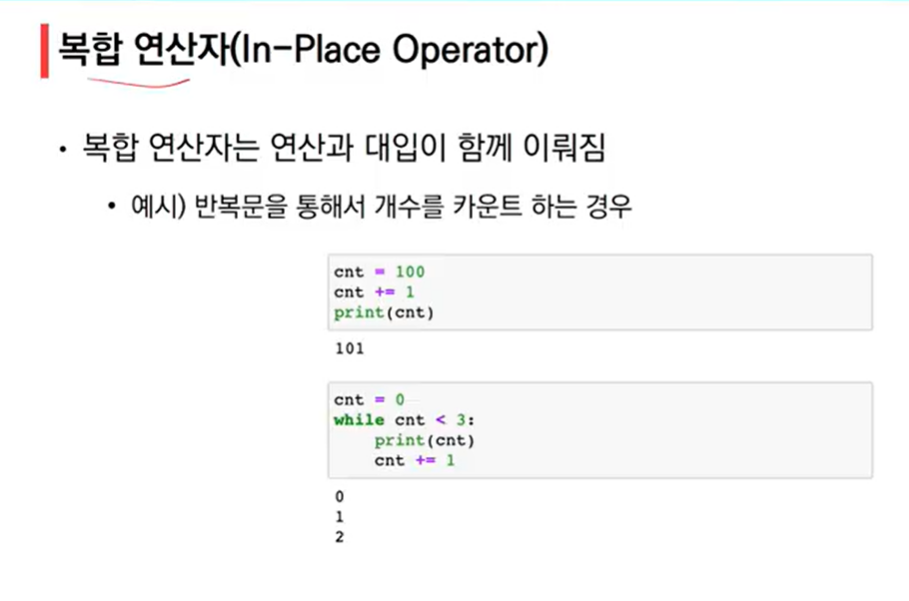 복합 연산자(In-Place Operator)
• 복합 연산자는 연산과 대입이 함께 이뤄짐
• 예시) 반복문을 통해서 개수를 카운트 하는 경우
cnt = 100
cnt += 1
print(cnt)
101
cnt = 0
while cnt < 3:
    print(cnt)
    cnt += 1
0
1
2